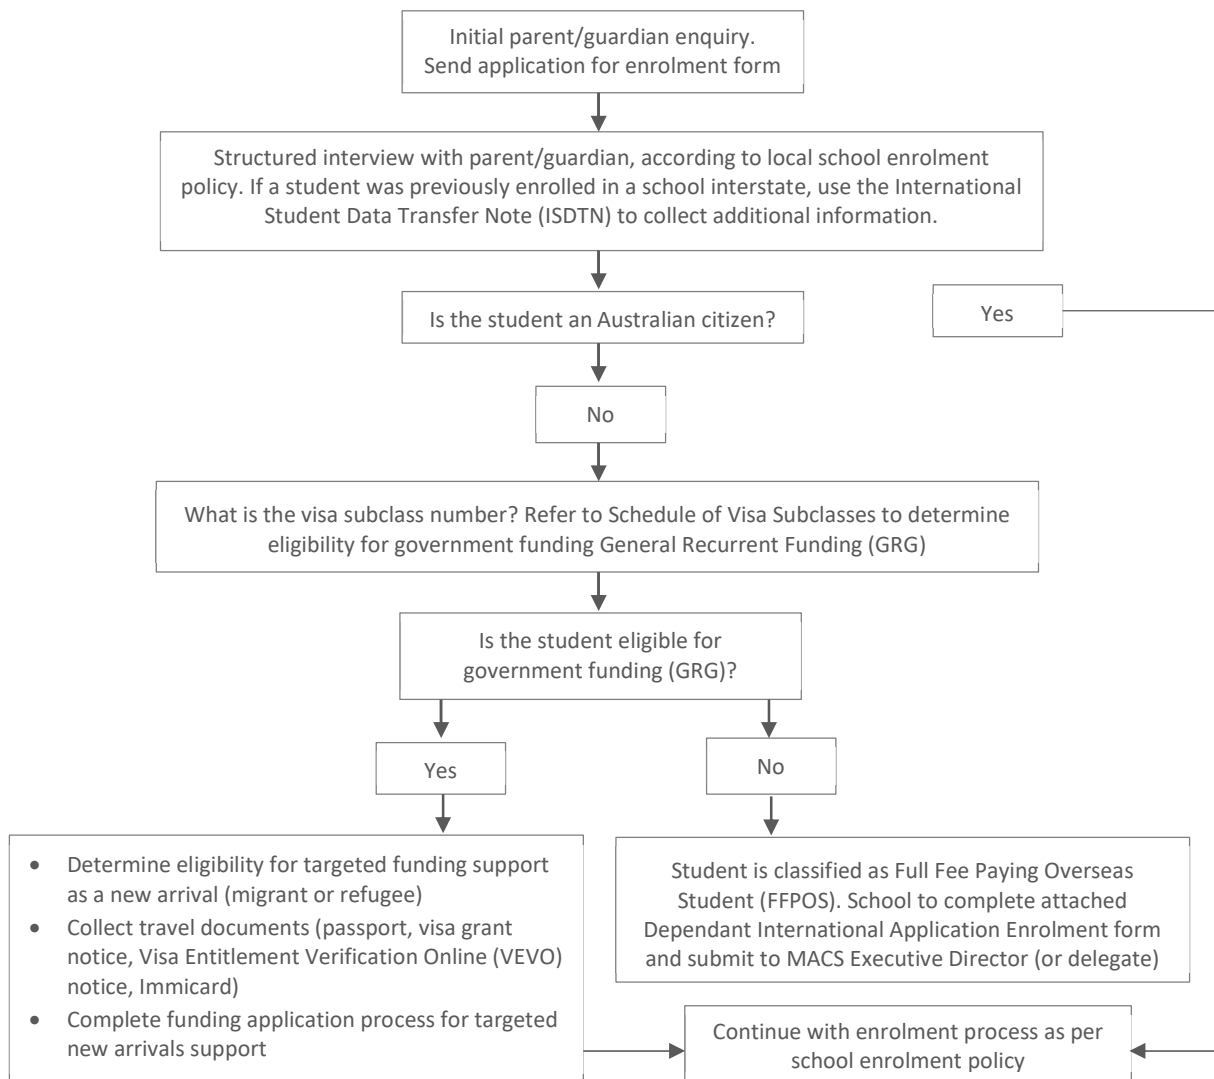 Initial parent/guardian enquiry.
Send application for enrolment form
Structured interview with parent/guardian, according to local school enrolment
policy. If a student was previously enrolled in a school interstate, use the International
Student Data Transfer Note (ISDTN) to collect additional information.
Is the student an Australian citizen?
Yes
No
What is the visa subclass number? Refer to Schedule of Visa Subclasses to determine
eligibility for government funding General Recurrent Funding (GRG)
Is the student eligible for
government funding (GRG)?
Yes
No
• Determine eligibility for targeted funding support
as a new arrival (migrant or refugee)
• Collect travel documents (passport, visa grant
notice, Visa Entitlement Verification Online (VEVO)
notice, Immicard)
• Complete funding application process for targeted
new arrivals support
Student is classified as Full Fee Paying Overseas
Student (FFPOS). School to complete attached
Dependant International Application Enrolment form
and submit to MACS Executive Director (or delegate)
Continue with enrolment process as per
school enrolment policy